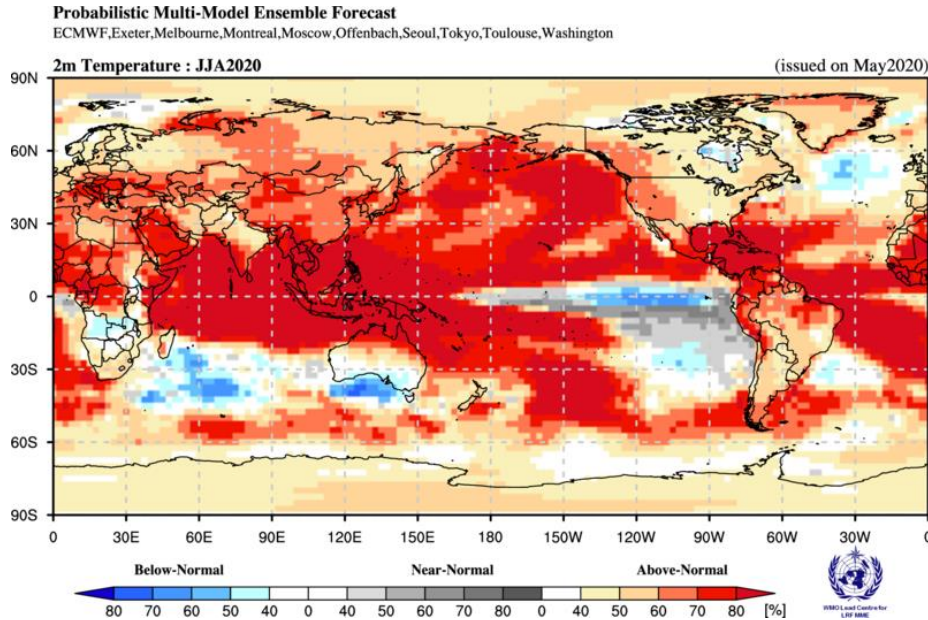 Probabilistic Multi-Model Ensemble Forecast
ECMWF,Exeter,Melbourne,Montreal,Moscow,Offenbach,Seoul,Tokyo,Toulouse,Washington
2m Temperature : JJA2020 (issued on May2020)
90N
60N
30N
0
30S
60S
90S
0 30E 60E 90E 120E 150E 180 150W 120W 90W 60W 30W 0
Below-Normal Near-Normal Above-Normal
80 70 60 50 40 0 40 50 60 70 80 0 40 50 60 70 80 [%]
WMO Lead Centre for
LRFMME